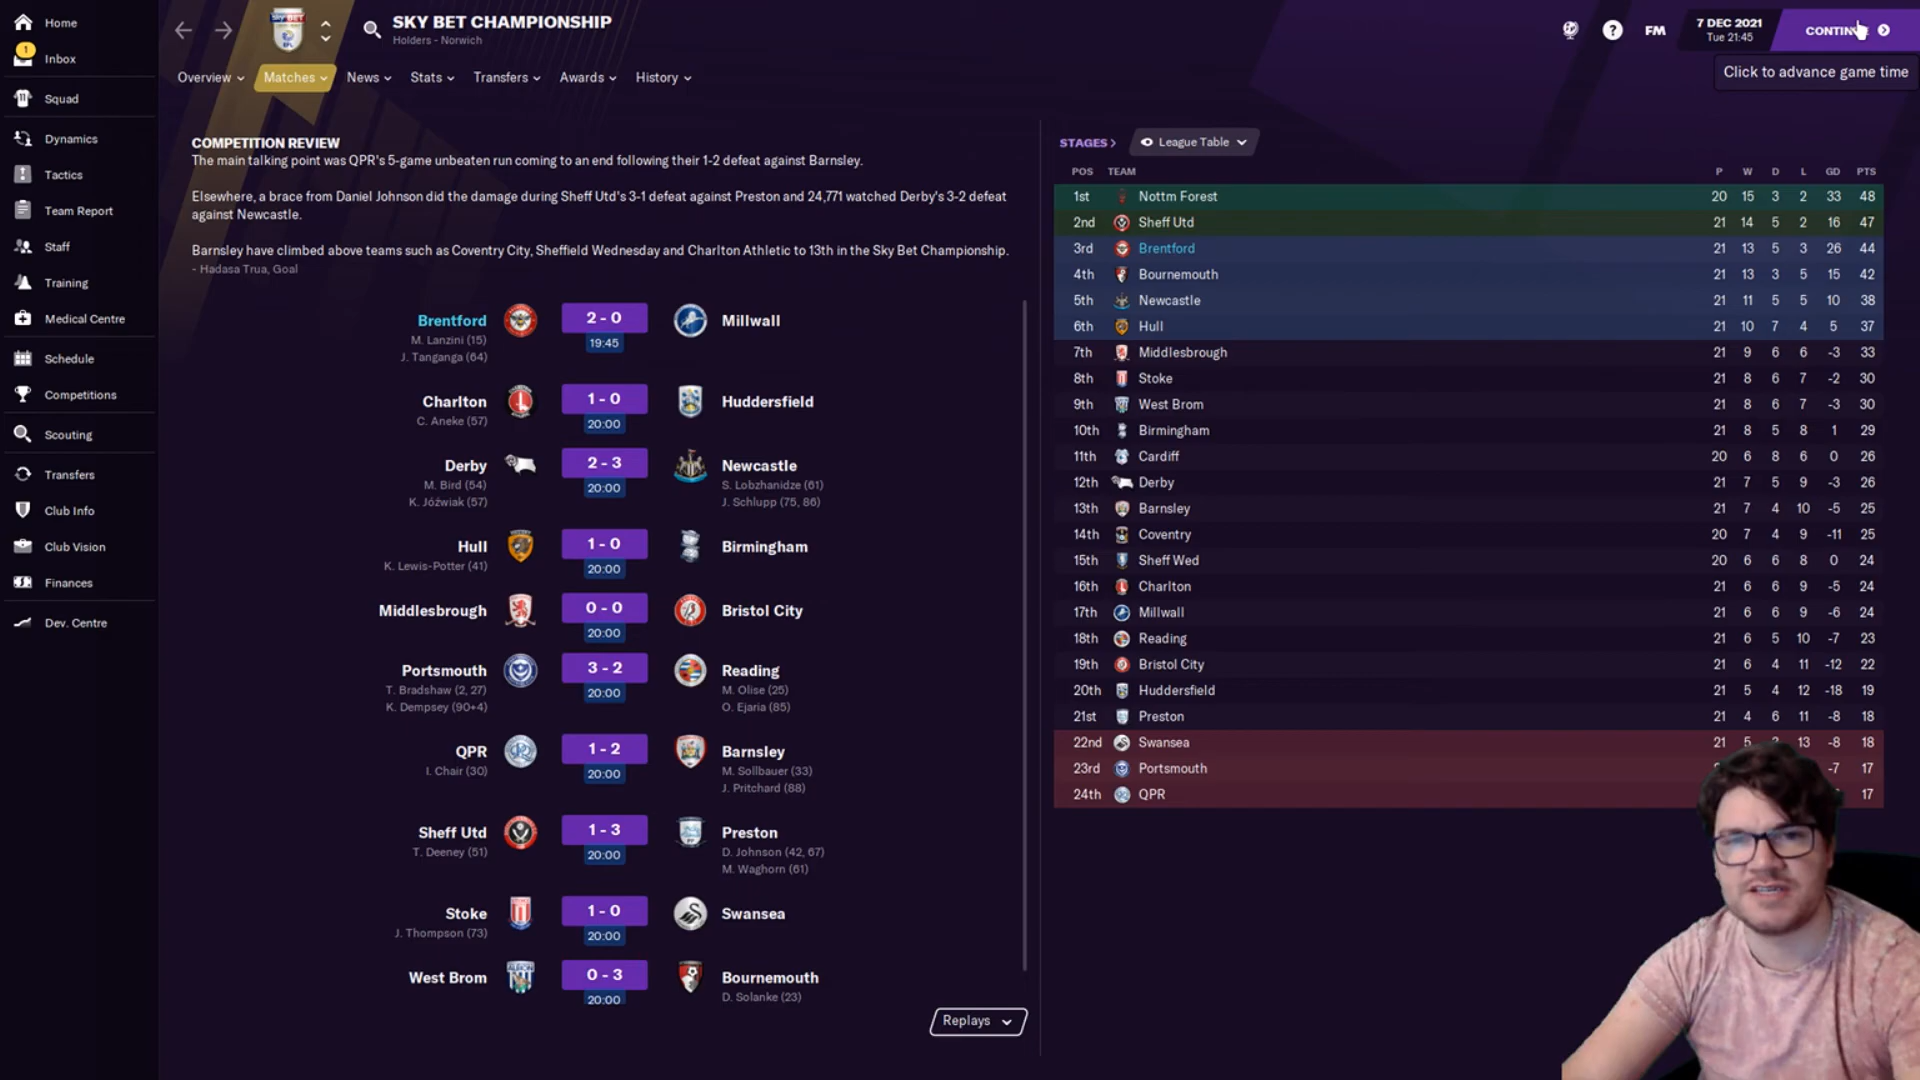 Home
1
Inbox
Squad
Dynamics
Tactics
Team Report
Staff
Training
Medical Centre
Schedule
Competitions
Scouting
Transfers
Club Info
Club Vision
Finances
Dev. Centre
SKY BET CHAMPIONSHIP
Holders - Norwich
FM
7 DEC 2021
Tue 21:45
Click to advance game time
Overview
Matches
News
Stats
Transfers
Awards
History
COMPETITION REVIEW
The main talking point was QPR's 5-game unbeaten run coming to an end following their 1-2 defeat against Barnsley.
Elsewhere, a brace from Daniel Johnson did the damage during Sheff Utd's 3-1 defeat against Preston and 24,771 watched Derby's 3-2 defeat
against Newcastle.
Barnsley have climbed above teams such as Coventry City, Sheffield Wednesday and Charlton Athletic to 13th in the Sky Bet Championship.
- Hadasa Trua, Goal
Brentford 2 - 0 Millwall
M. Lanzini (15) 19:45
J. Tanganga (64)
Charlton 1 - 0 Huddersfield
C. Aneke (57) 20:00
Derby 2 - 3 Newcastle
M. Bird (54) 20:00 S. Lobzhanidze (61)
K. Jóźwiak (57) J. Schlupp (75, 86)
Hull 1 - 0 Birmingham
K. Lewis-Potter (41) 20:00
Middlesbrough 0 - 0 Bristol City
20:00
Portsmouth 3 - 2 Reading
T. Bradshaw (2, 27) 20:00 M. Olise (25)
K. Dempsey (90+4) O. Ejaria (85)
QPR 1 - 2 Barnsley
I. Chair (30) 20:00 M. Sollbauer (33)
J. Pritchard (88)
Sheff Utd 1 - 3 Preston
T. Deeney (51) 20:00 D. Johnson (42, 67)
M. Waghorn (61)
Stoke 1 - 0 Swansea
J. Thompson (73) 20:00
West Brom 0 - 3 Bournemouth
20:00 D. Solanke (23)
Replays
STAGES > League Table
POS TEAM P W D L GD PTS
1st Nottm Forest 20 15 3 2 33 48
2nd Sheff Utd 21 14 5 2 16 47
3rd Brentford 21 13 5 3 26 44
4th Bournemouth 21 13 3 5 15 42
5th Newcastle 21 11 5 5 10 38
6th Hull 21 10 7 4 5 37
7th Middlesbrough 21 9 6 6 -3 33
8th Stoke 21 8 6 7 -2 30
9th West Brom 21 8 6 7 -3 30
10th Birmingham 21 8 5 8 1 29
11th Cardiff 20 6 8 6 0 26
12th Derby 21 7 5 9 -3 26
13th Barnsley 21 7 4 10 -5 25
14th Coventry 20 7 4 9 -11 25
15th Sheff Wed 20 6 6 8 0 24
16th Charlton 21 6 6 9 -5 24
17th Millwall 21 6 6 9 -6 24
18th Reading 21 6 5 10 -7 23
19th Bristol City 21 6 4 11 -12 22
20th Huddersfield 21 5 4 12 -18 19
21st Preston 21 4 6 11 -8 18
22nd Swansea 21 5 13 -8 18
23rd Portsmouth -7 17
24th QPR 17